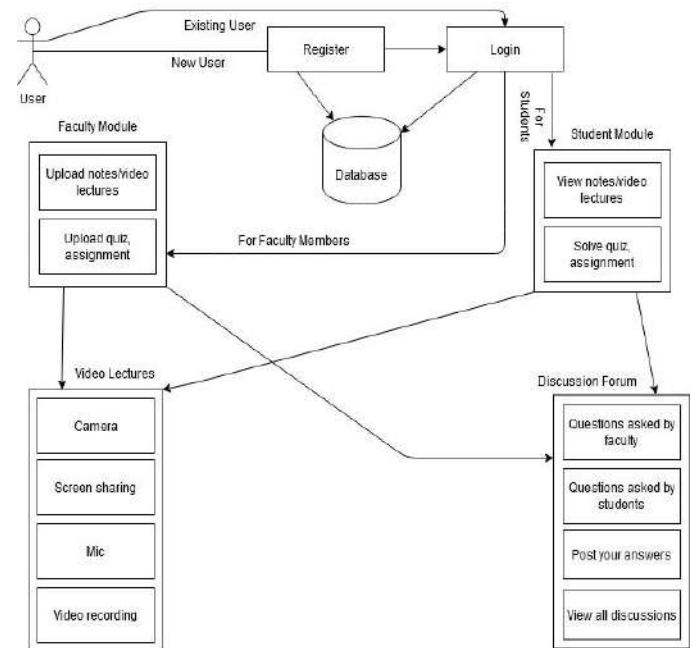 Existing User
Register
Login
New User
User
For
Students
Faculty Module
Student Module
Upload notes/video
lectures
Database
View notes/video
lectures
Upload quiz,
assignment
For Faculty Members
Solve quiz,
assignment
Video Lectures
Discussion Forum
Camera
Screen sharing
Mic
Video recording
Questions asked by
faculty
Questions asked by
students
Post your answers
View all discussions